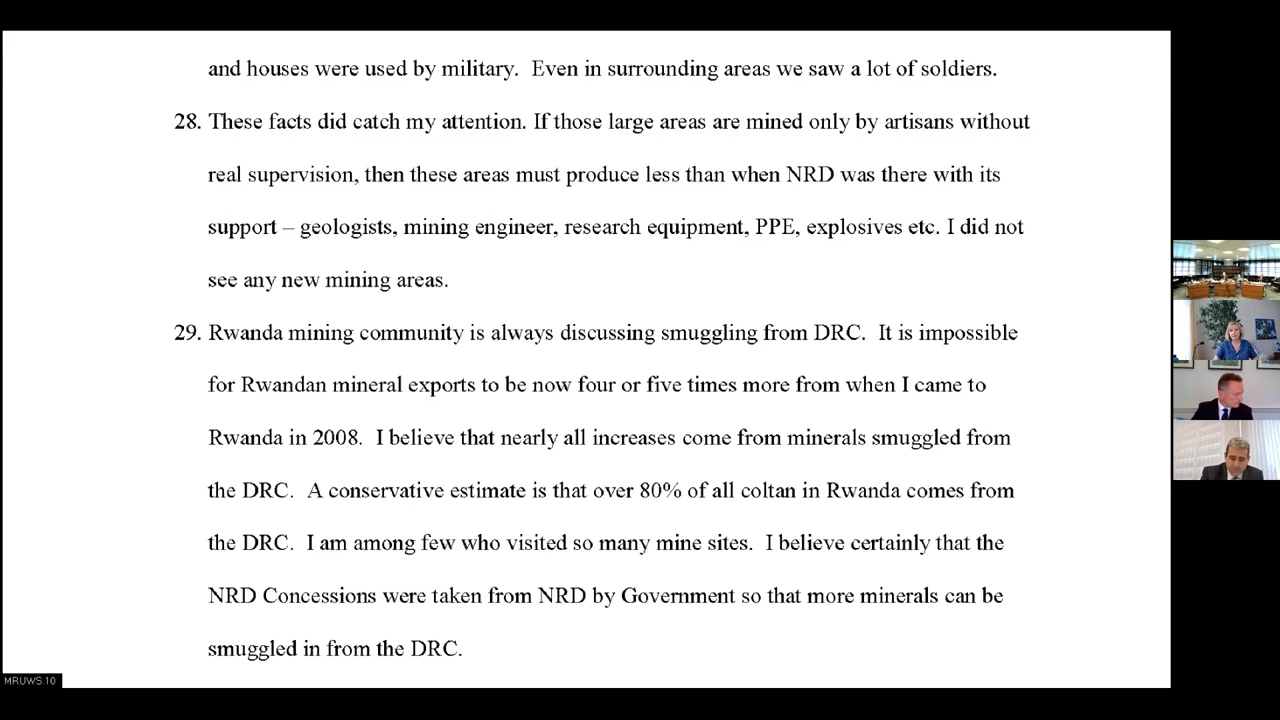 and houses were used by military.  Even in surrounding areas we saw a lot of soldiers.
28. These facts did catch my attention. If those large areas are mined only by artisans without
real supervision, then these areas must produce less than when NRD was there with its
support – geologists, mining engineer, research equipment, PPE, explosives etc. I did not
see any new mining areas.
29. Rwanda mining community is always discussing smuggling from DRC.  It is impossible
for Rwandan mineral exports to be now four or five times more from when I came to
Rwanda in 2008.  I believe that nearly all increases come from minerals smuggled from
the DRC.  A conservative estimate is that over 80% of all coltan in Rwanda comes from
the DRC.  I am among few who visited so many mine sites.  I believe certainly that the
NRD Concessions were taken from NRD by Government so that more minerals can be
smuggled in from the DRC.
MRUWS.10